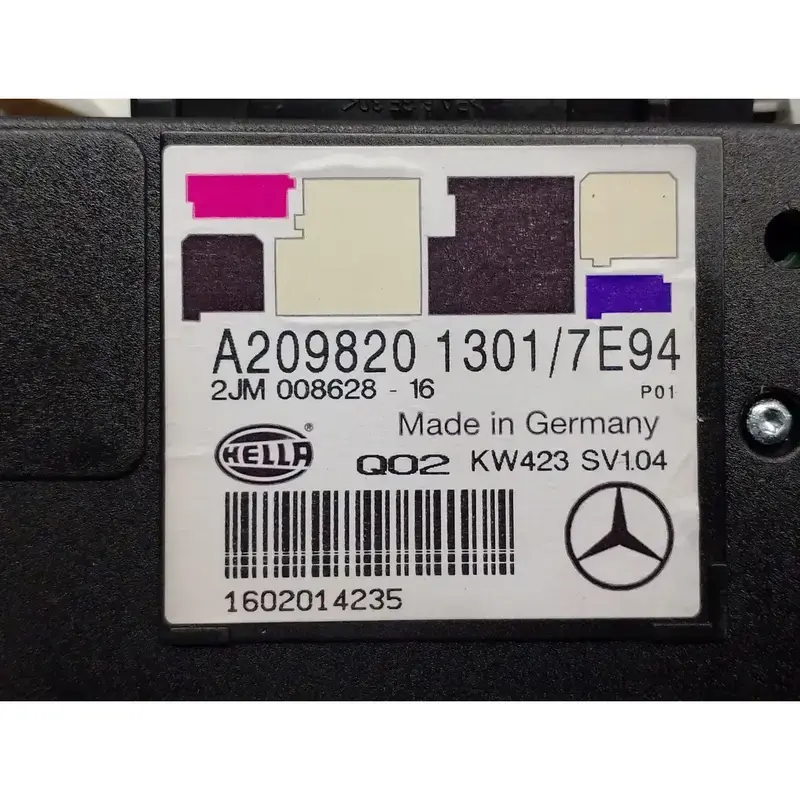 A209820 1301/7E94
2JM 008628 - 16
P01
Made in Germany
HELLA ®
Q02 KW423 SV1.04
1602014235